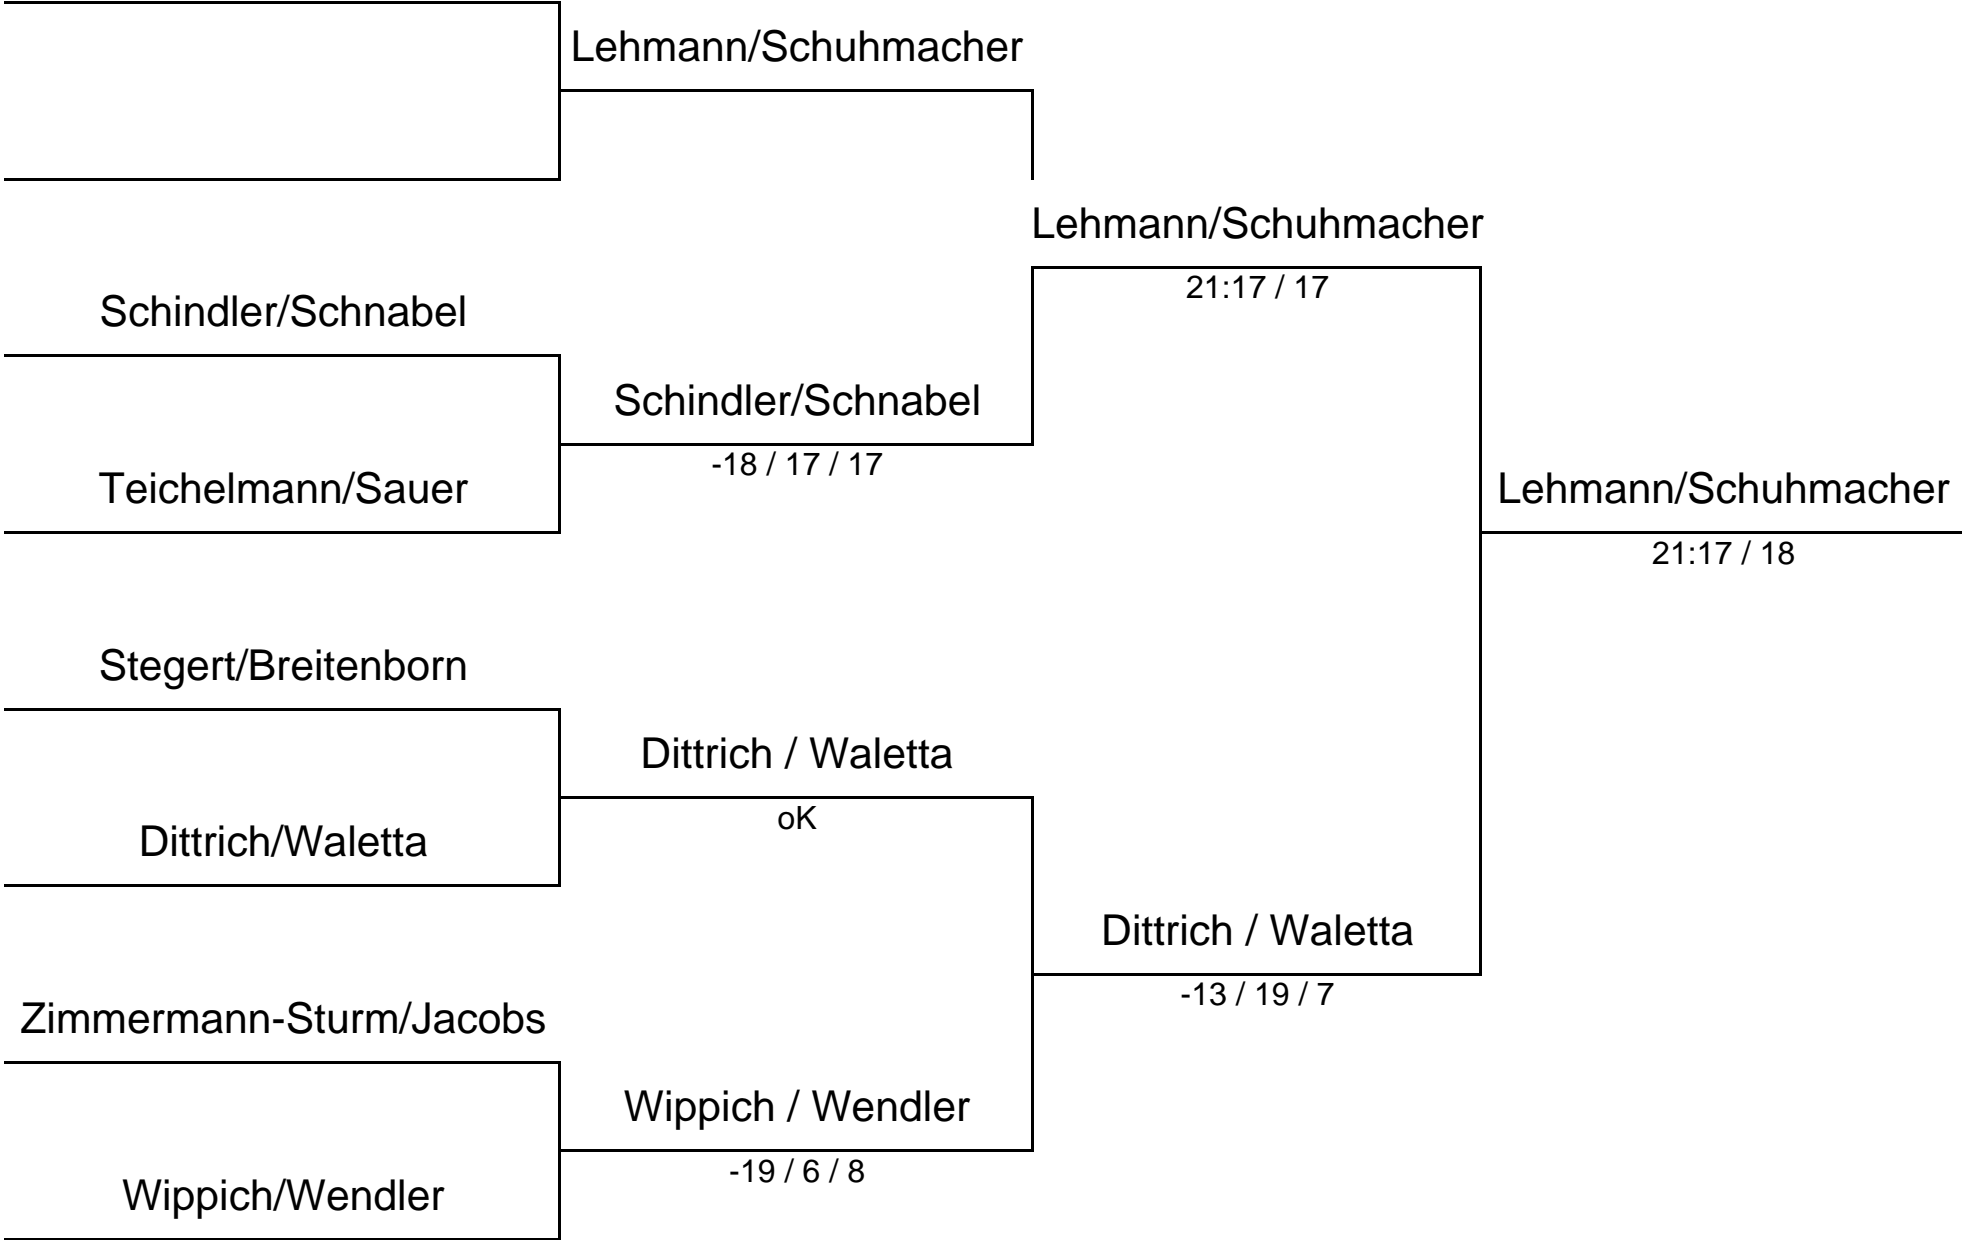 Lehmann/Schuhmacher
Lehmann/Schuhmacher
21:17 / 17
Schindler/Schnabel
Schindler/Schnabel
-18 / 17 / 17
Teichelmann/Sauer
Lehmann/Schuhmacher
21:17 / 18
Stegert/Breitenborn
Dittrich / Waletta
oK
Dittrich/Waletta
Dittrich / Waletta
-13 / 19 / 7
Zimmermann-Sturm/Jacobs
Wippich / Wendler
-19 / 6 / 8
Wippich/Wendler